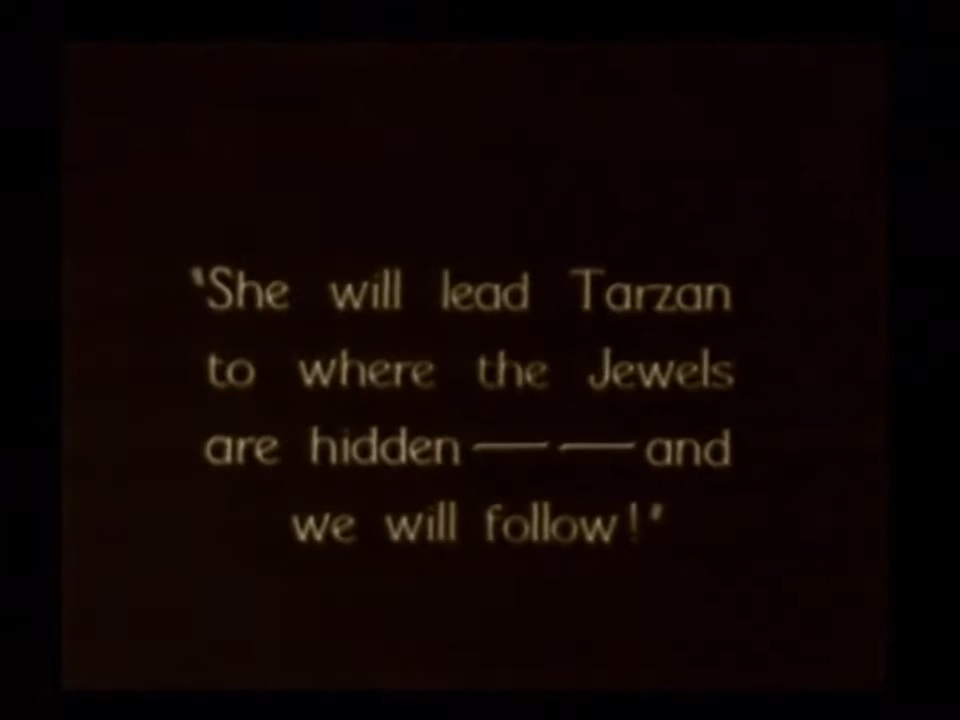 "She will lead Tarzan
to where the Jewels
are hidden — — and
we will follow!"